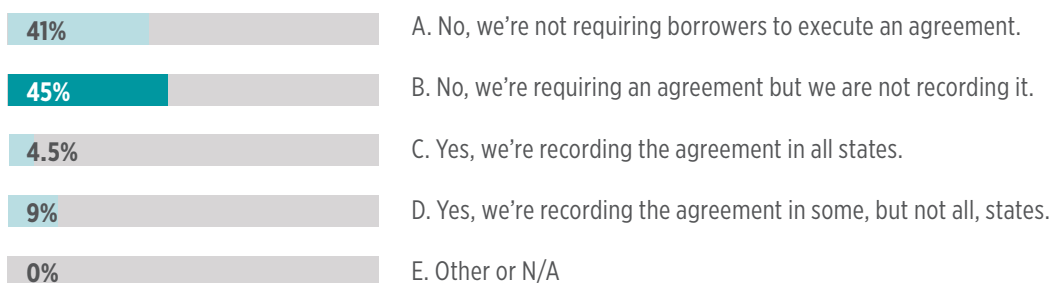 41% A. No, we’re not requiring borrowers to execute an agreement.
45% B. No, we’re requiring an agreement but we are not recording it.
4.5% C. Yes, we’re recording the agreement in all states.
9% D. Yes, we’re recording the agreement in some, but not all, states.
0% E. Other or N/A